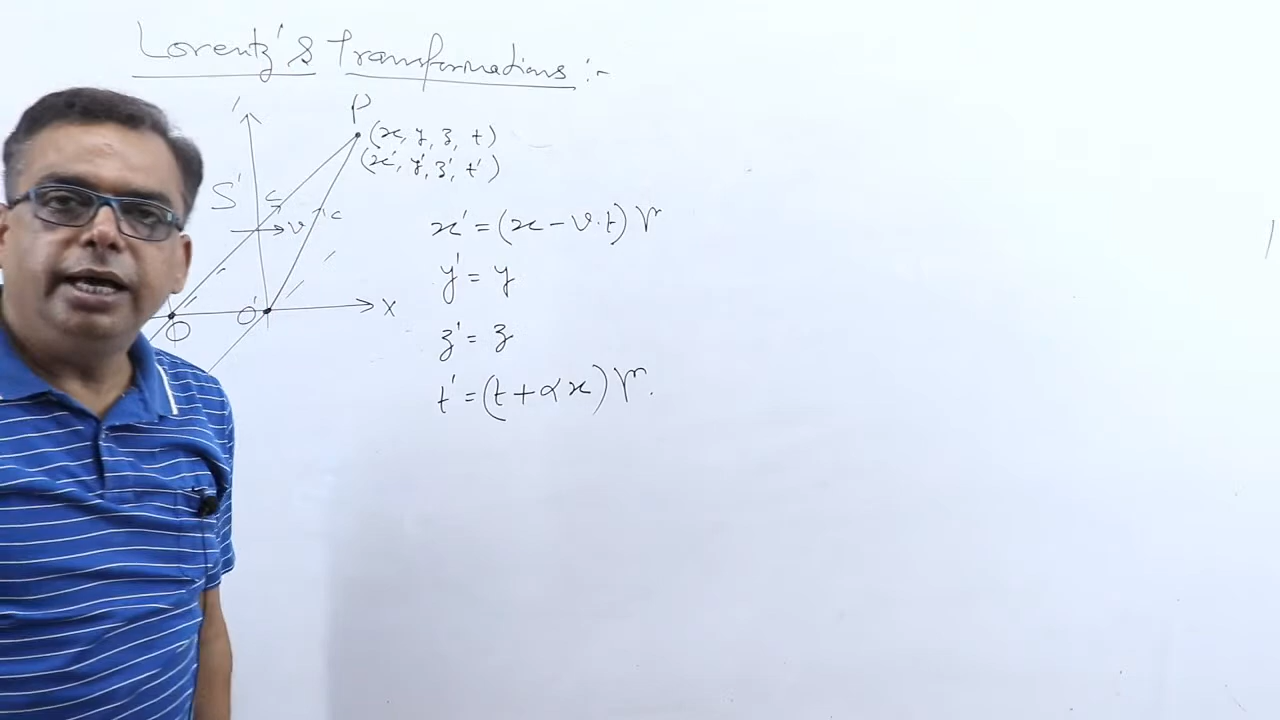 Lorentz's Transformations :-
P
(x, y, z, t)
(x', y', z', t')
S'
c
c
v
x' = (x - v.t) γ
y' = y
O
O'
X
z' = z
t' = (t + αx) γ.